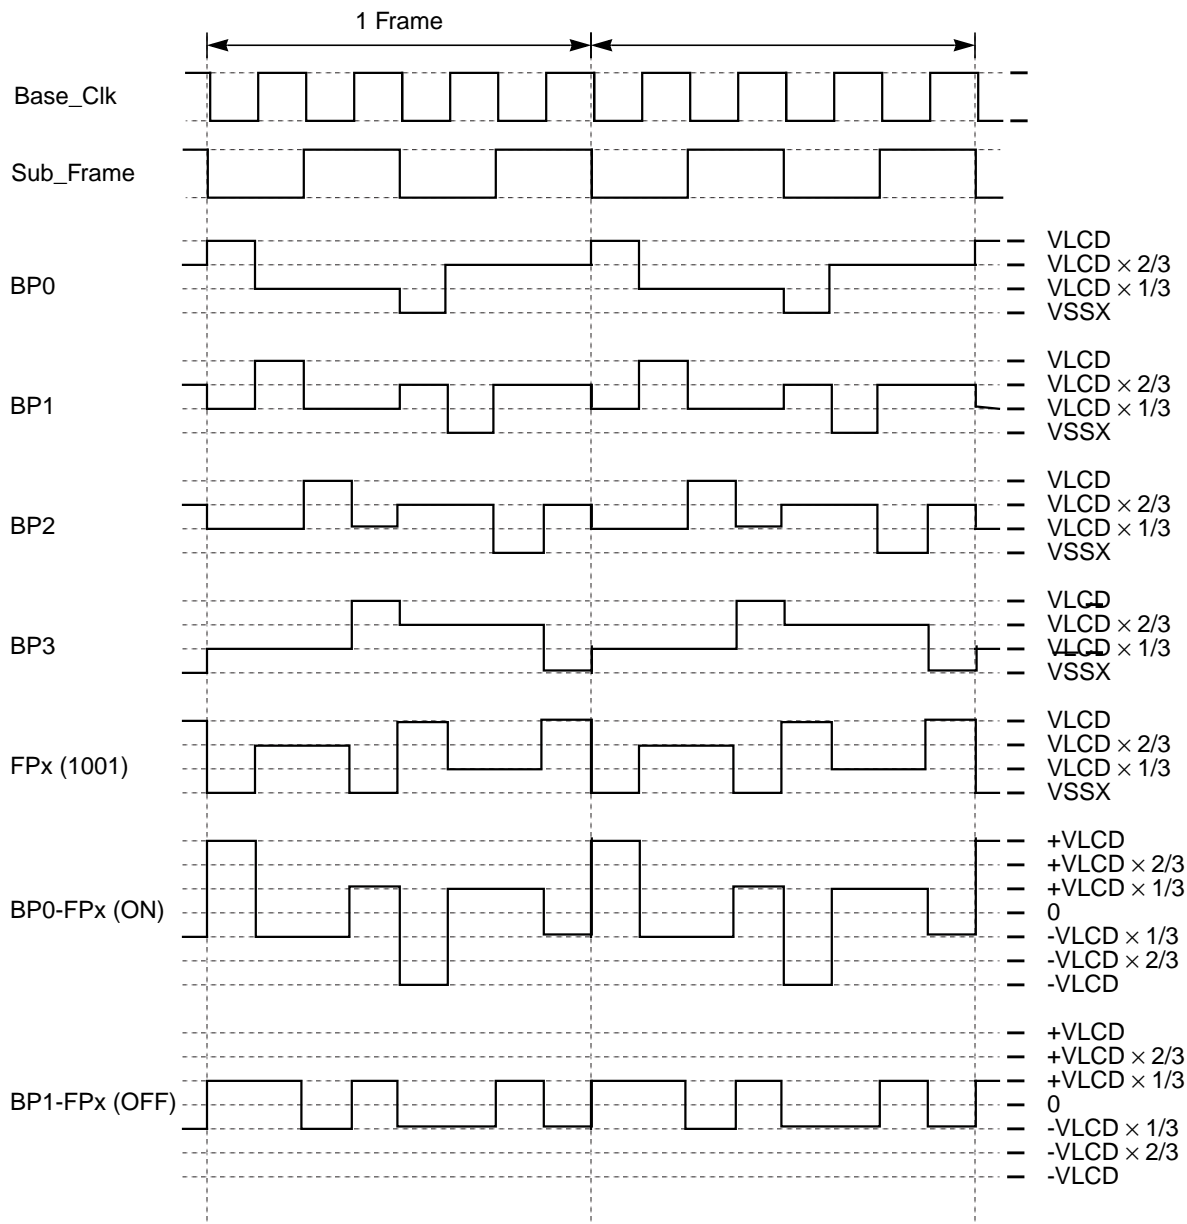 1 Frame
Base_Clk
Sub_Frame
BP0
VLCD
VLCD × 2/3
VLCD × 1/3
VSSX
BP1
VLCD
VLCD × 2/3
VLCD × 1/3
VSSX
BP2
VLCD
VLCD × 2/3
VLCD × 1/3
VSSX
BP3
VLCD
VLCD × 2/3
VLCD × 1/3
VSSX
FPx (1001)
VLCD
VLCD × 2/3
VLCD × 1/3
VSSX
BP0-FPx (ON)
+VLCD
+VLCD × 2/3
+VLCD × 1/3
0
-VLCD × 1/3
-VLCD × 2/3
-VLCD
BP1-FPx (OFF)
+VLCD
+VLCD × 2/3
+VLCD × 1/3
0
-VLCD × 1/3
-VLCD × 2/3
-VLCD